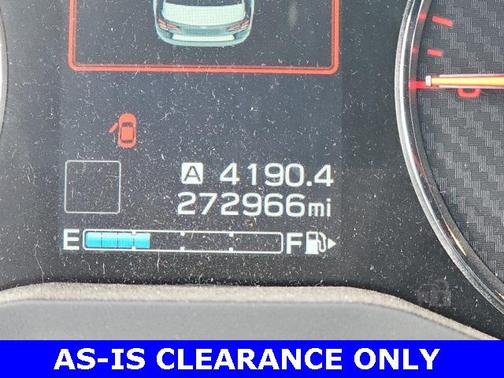 A 4190.4
272966mi
E F
AS-IS CLEARANCE ONLY